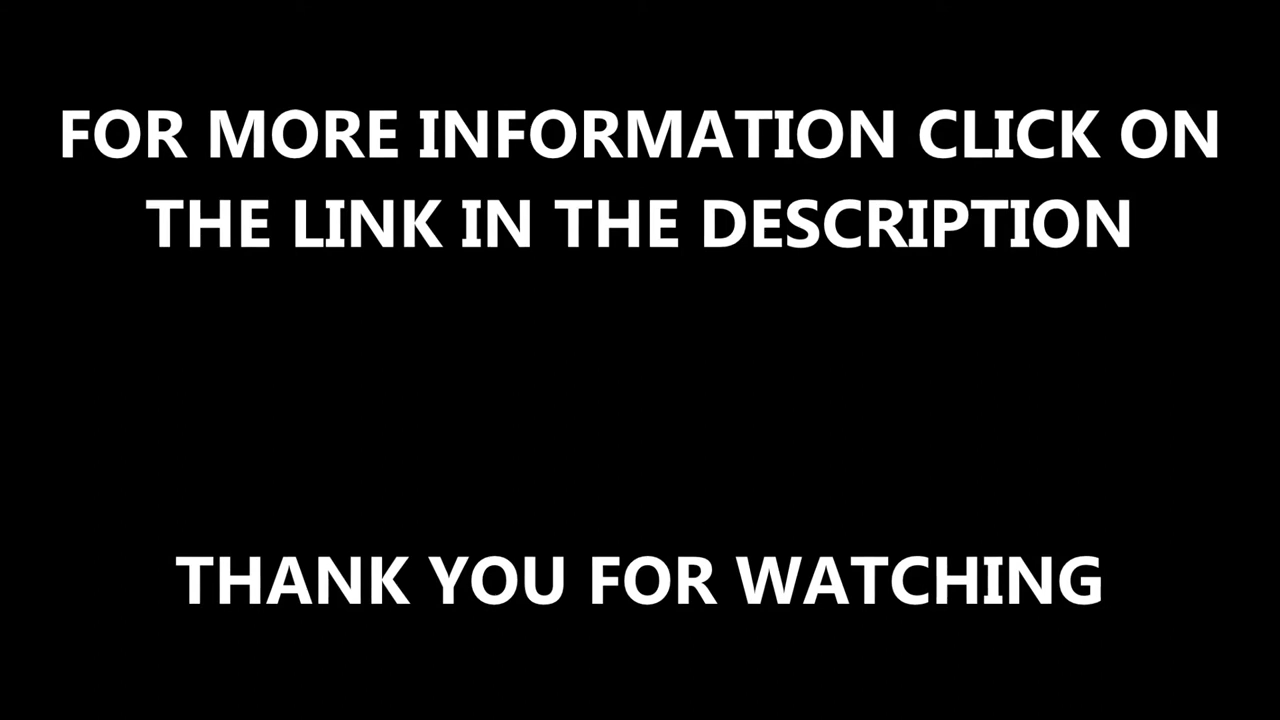 FOR MORE INFORMATION CLICK ON
THE LINK IN THE DESCRIPTION
THANK YOU FOR WATCHING